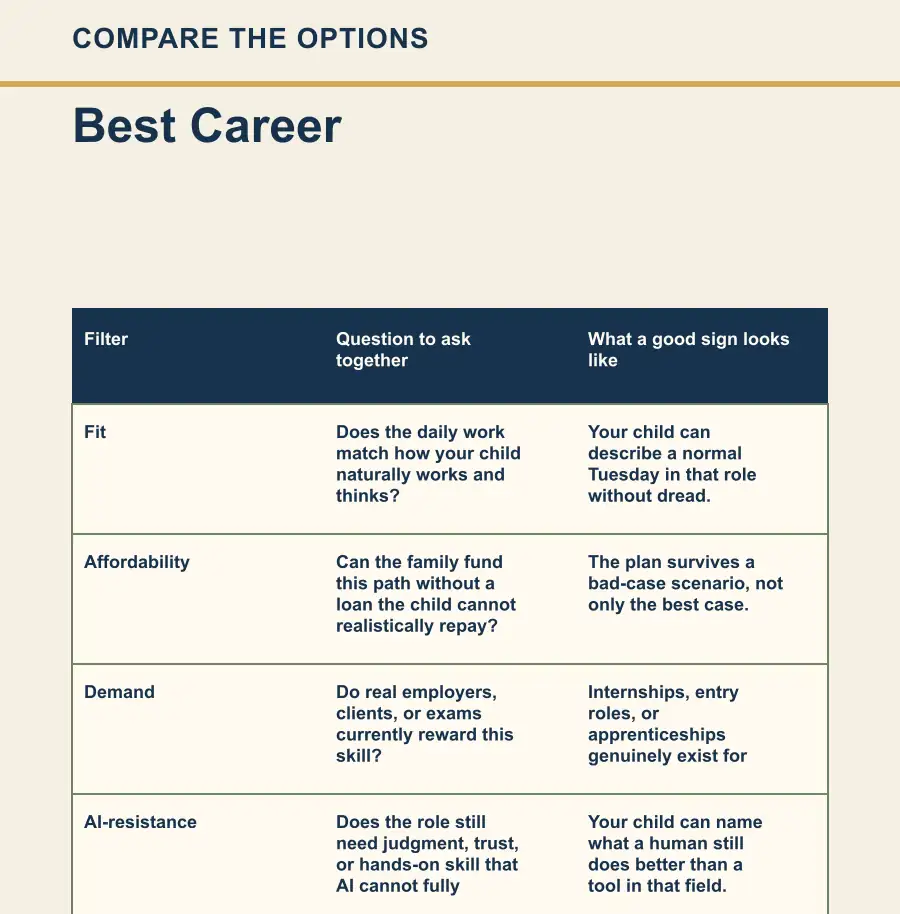 COMPARE THE OPTIONS
Best Career
Filter
Question to ask
together
What a good sign looks
like
Fit
Does the daily work
match how your child
naturally works and
thinks?
Your child can
describe a normal
Tuesday in that role
without dread.
Affordability
Can the family fund
this path without a
loan the child cannot
realistically repay?
The plan survives a
bad-case scenario, not
only the best case.
Demand
Do real employers,
clients, or exams
currently reward this
skill?
Internships, entry
roles, or
apprenticeships
genuinely exist for
AI-resistance
Does the role still
need judgment, trust,
or hands-on skill that
AI cannot fully
Your child can name
what a human still
does better than a
tool in that field.